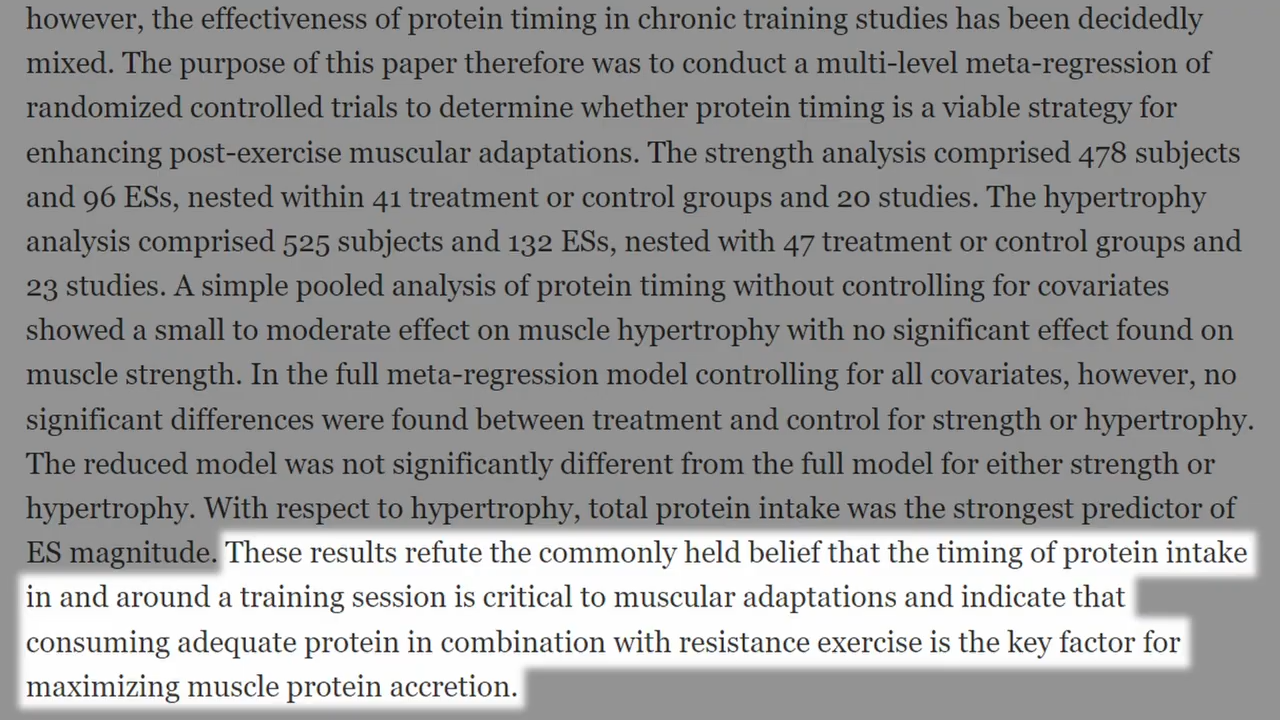 however, the effectiveness of protein timing in chronic training studies has been decidedly
mixed. The purpose of this paper therefore was to conduct a multi-level meta-regression of
randomized controlled trials to determine whether protein timing is a viable strategy for
enhancing post-exercise muscular adaptations. The strength analysis comprised 478 subjects
and 96 ESs, nested within 41 treatment or control groups and 20 studies. The hypertrophy
analysis comprised 525 subjects and 132 ESs, nested with 47 treatment or control groups and
23 studies. A simple pooled analysis of protein timing without controlling for covariates
showed a small to moderate effect on muscle hypertrophy with no significant effect found on
muscle strength. In the full meta-regression model controlling for all covariates, however, no
significant differences were found between treatment and control for strength or hypertrophy.
The reduced model was not significantly different from the full model for either strength or
hypertrophy. With respect to hypertrophy, total protein intake was the strongest predictor of
ES magnitude. These results refute the commonly held belief that the timing of protein intake
in and around a training session is critical to muscular adaptations and indicate that
consuming adequate protein in combination with resistance exercise is the key factor for
maximizing muscle protein accretion.